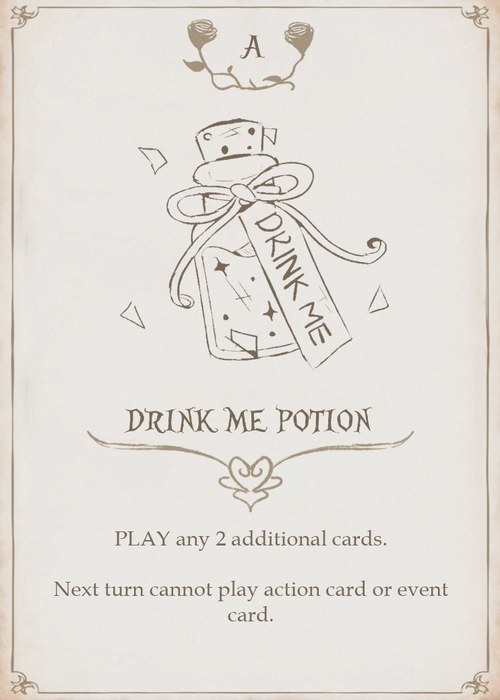 A
DRINK ME
DRINK ME POTION
PLAY any 2 additional cards.
Next turn cannot play action card or event
card.